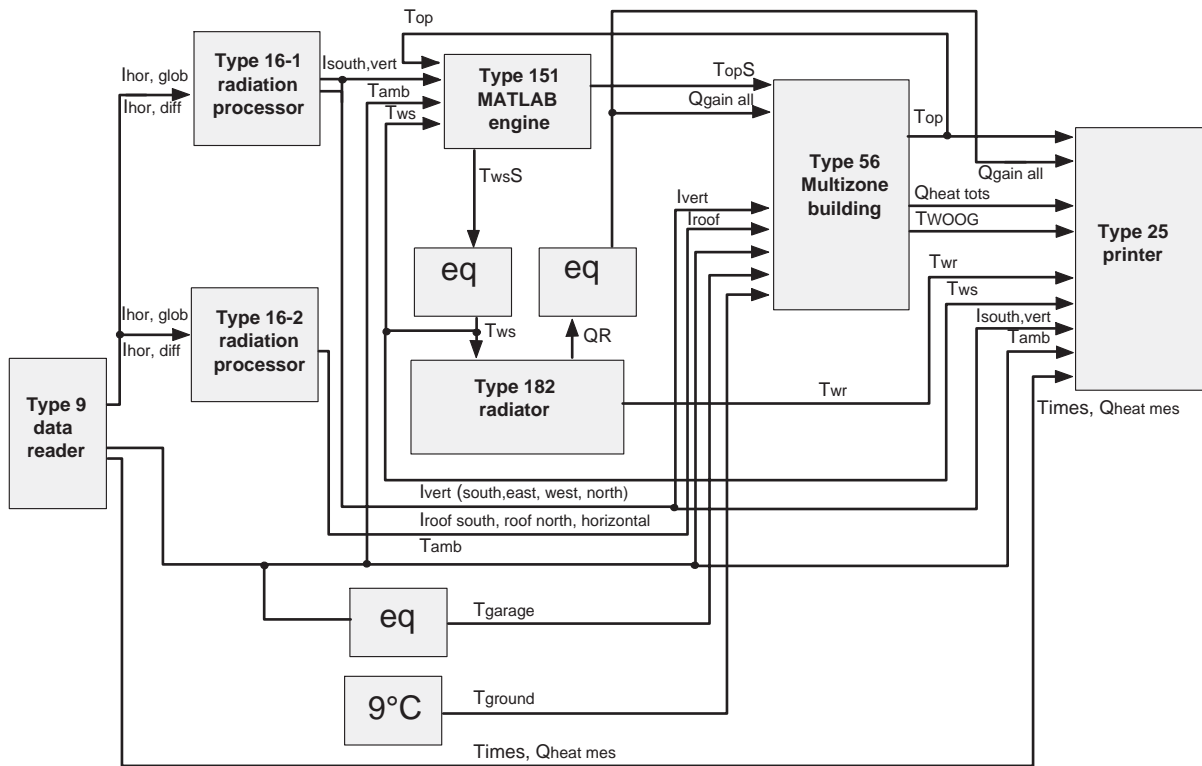 Top
Type 16-1
radiation
processor
Ihor, glob
Ihor, diff
Isouth,vert
Tamb
Tws
Type 151
MATLAB
engine
TopS
Qgain all
TwsS
Top
Type 56
Multizone
building
Qgain all
Qheat tots
TWOOG
Type 25
printer
Ivert
Iroof
eq
eq
Twr
Tws
Isouth,vert
Tamb
Ihor, glob
Ihor, diff
Type 16-2
radiation
processor
Tws
QR
Type 182
radiator
Twr
Times, Qheat mes
Type 9
data
reader
Ivert (south,east, west, north)
Iroof south, roof north, horizontal
Tamb
eq
Tgarage
9°C
Tground
Times, Qheat mes